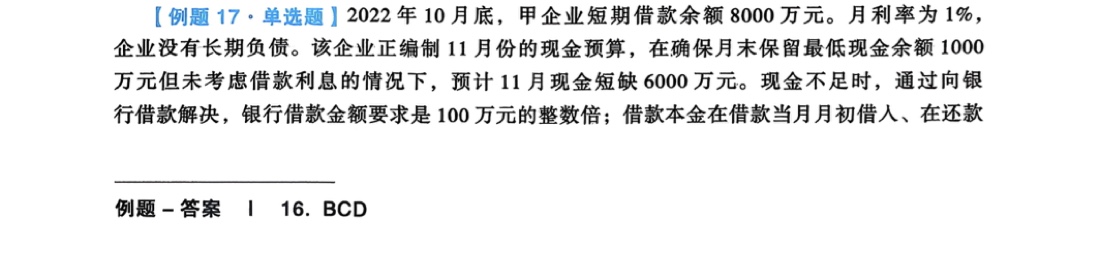 【例题 17·单选题】2022 年 10 月底，甲企业短期借款余额 8000 万元。月利率为 1%，
企业没有长期负债。该企业正编制 11 月份的现金预算，在确保月末保留最低现金余额 1000
万元但未考虑借款利息的情况下，预计 11 月现金短缺 6000 万元。现金不足时，通过向银
行借款解决，银行借款金额要求是 100 万元的整数倍；借款本金在借款当月月初借人、在还款
例题－答案 | 16. BCD